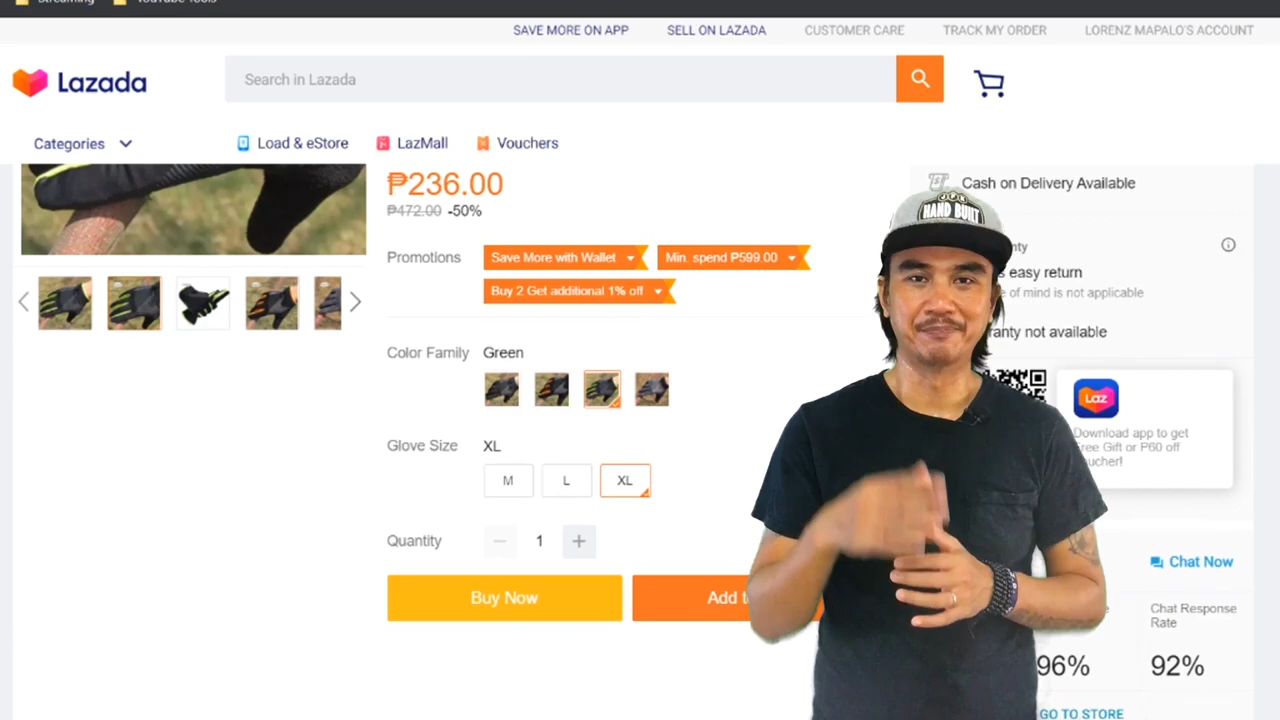 Streaming
YouTube Tools
SAVE MORE ON APP
SELL ON LAZADA
CUSTOMER CARE
TRACK MY ORDER
LORENZ MAPALO'S ACCOUNT
Lazada
Search in Lazada
Categories
Load & eStore
LazMall
Vouchers
₱236.00
₱472.00 -50%
Promotions
Save More with Wallet
Min. spend ₱599.00
Buy 2 Get additional 1% off
Color Family
Green
Glove Size
XL
M
L
XL
Quantity
1
Buy Now
Add
Cash on Delivery Available
easy return
of mind is not applicable
not available
Laz
Download app to get
Free Gift or ₱60 off
Chat Now
Chat Response
Rate
96%
92%
GO TO STORE
HAND BUILT